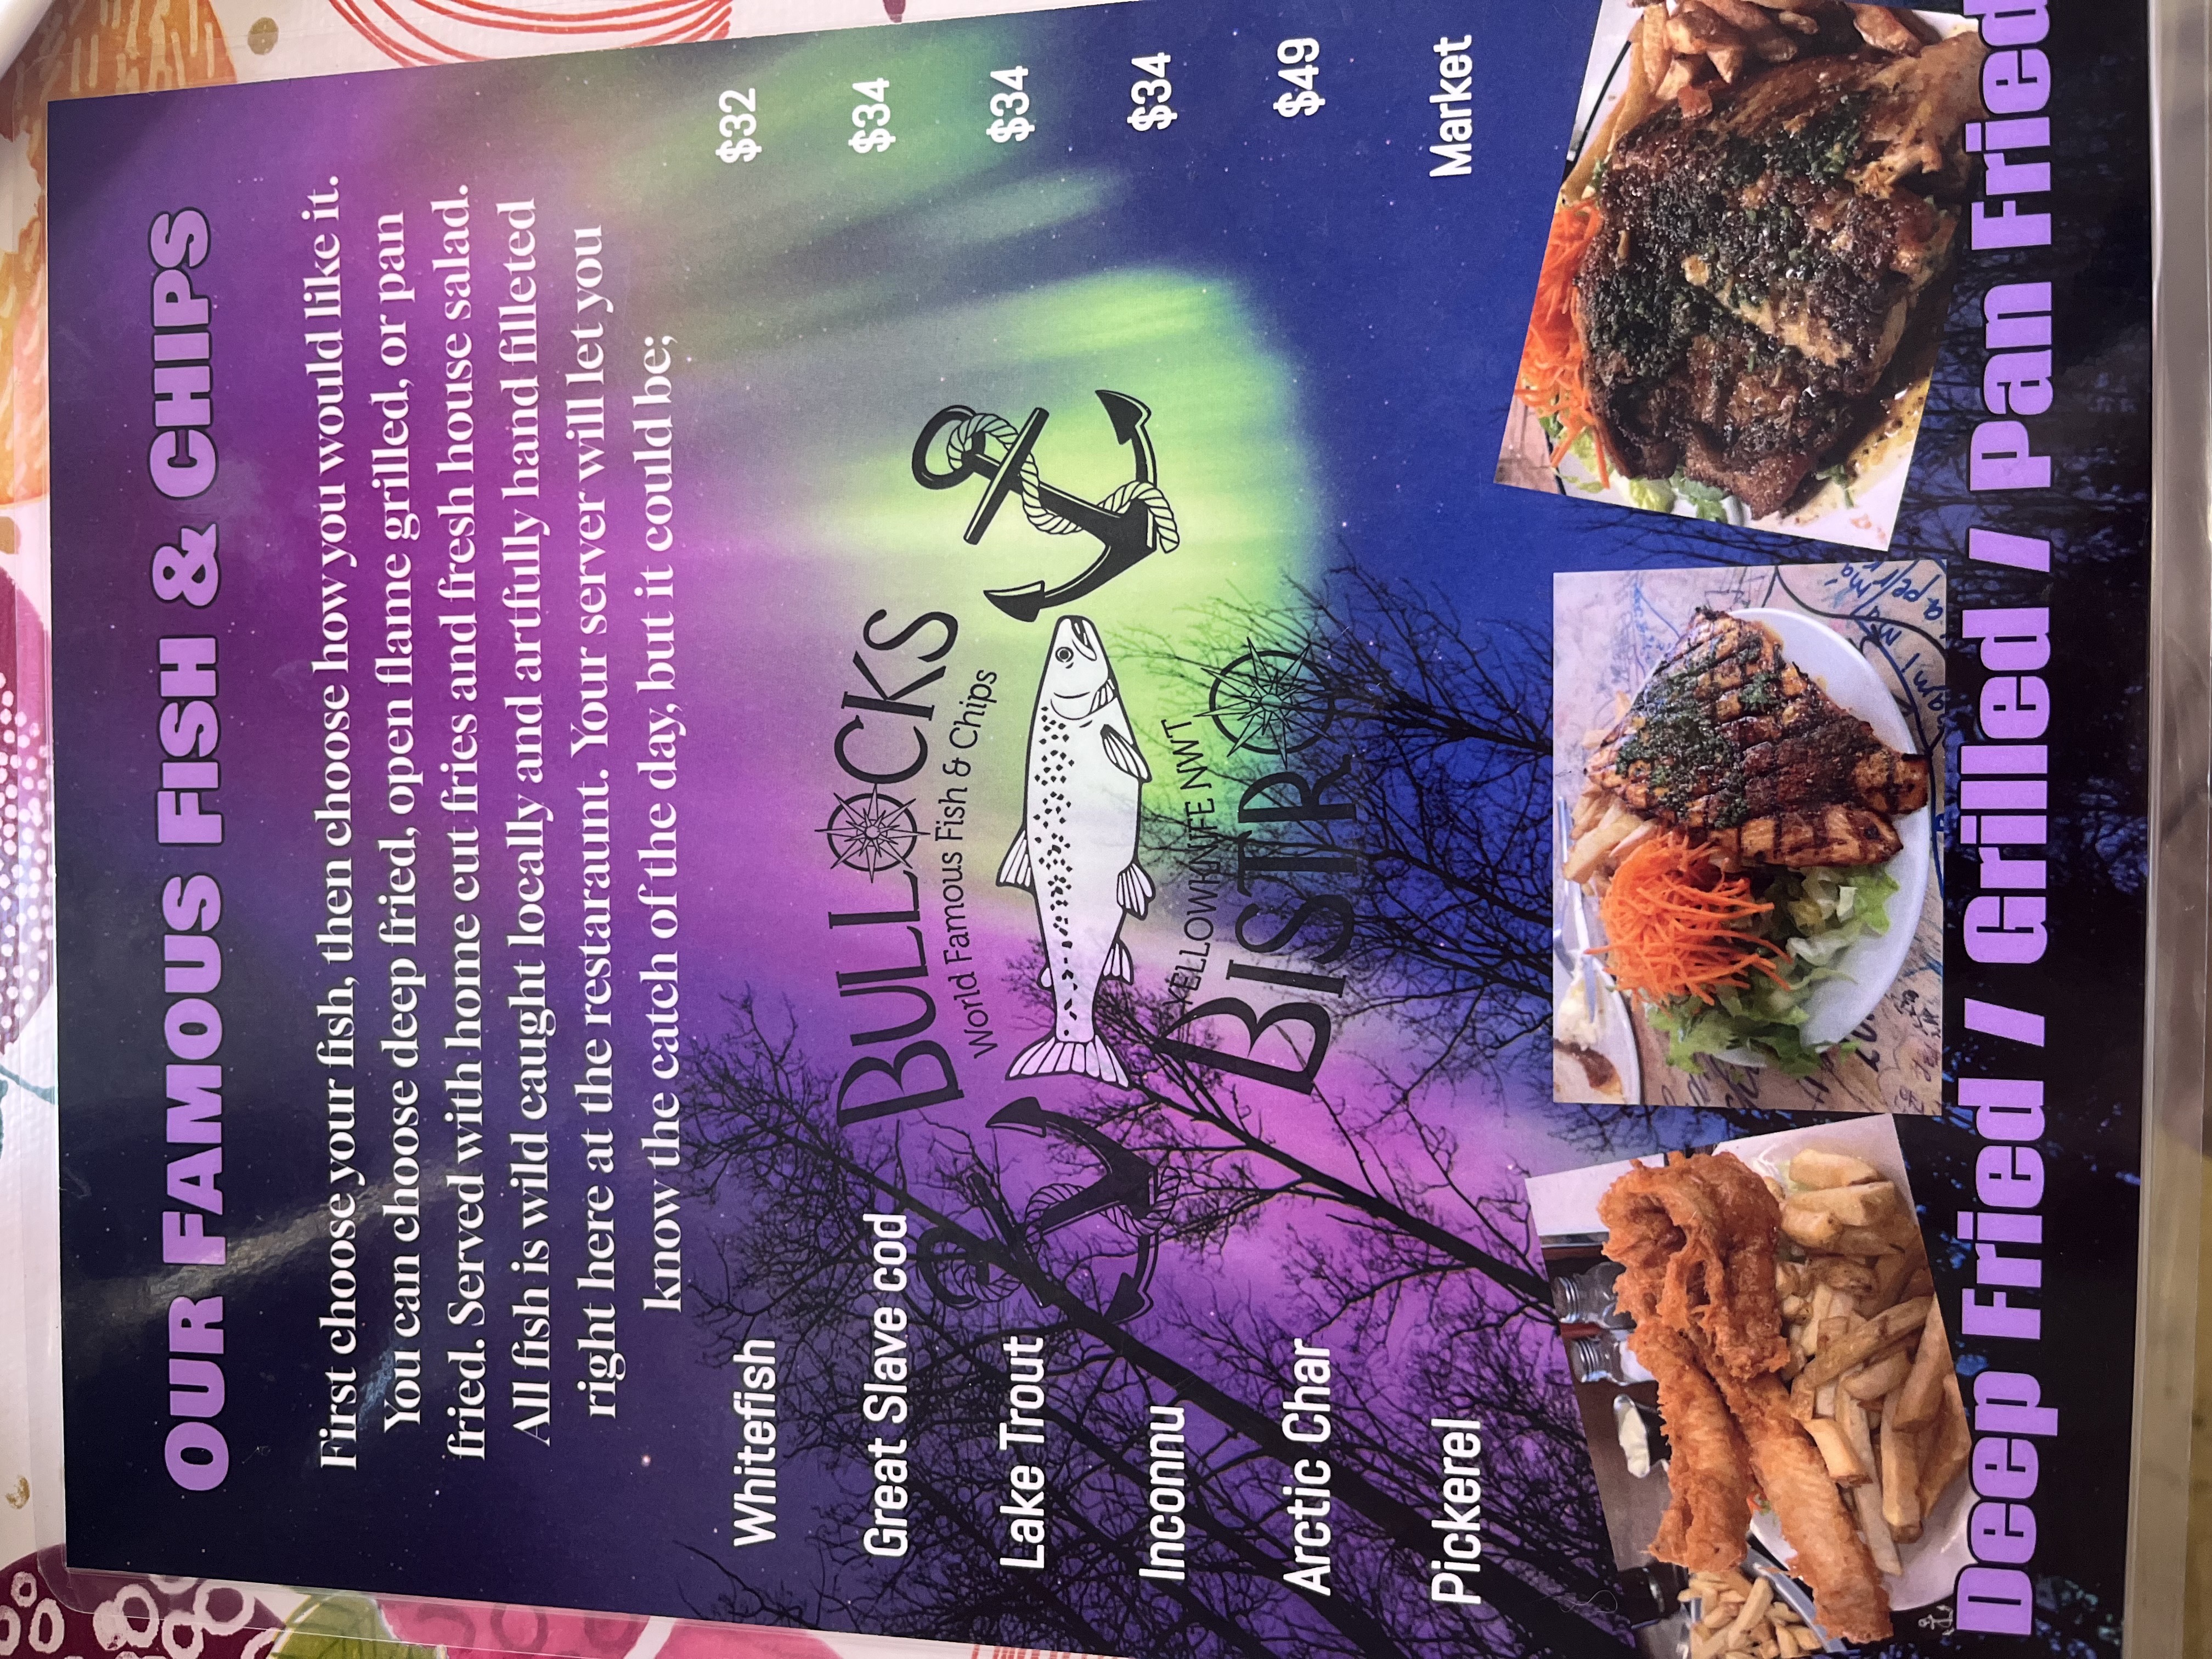 OUR FAMOUS FISH & CHIPS
First choose your fish, then choose how you would like it.
You can choose deep fried, open flame grilled, or pan
fried. Served with home cut fries and fresh house salad.
All fish is wild caught locally and artfully hand filleted
right here at the restaraunt. Your server will let you
know the catch of the day, but it could be;
Whitefish $32
Great Slave cod $34
Lake Trout $34
Inconnu $34
Arctic Char $49
Pickerel Market
BULLOCKS
World Famous Fish & Chips
YELLOWKNIFE NWT
BISTRO
Deep Fried / Grilled / Pan Fried